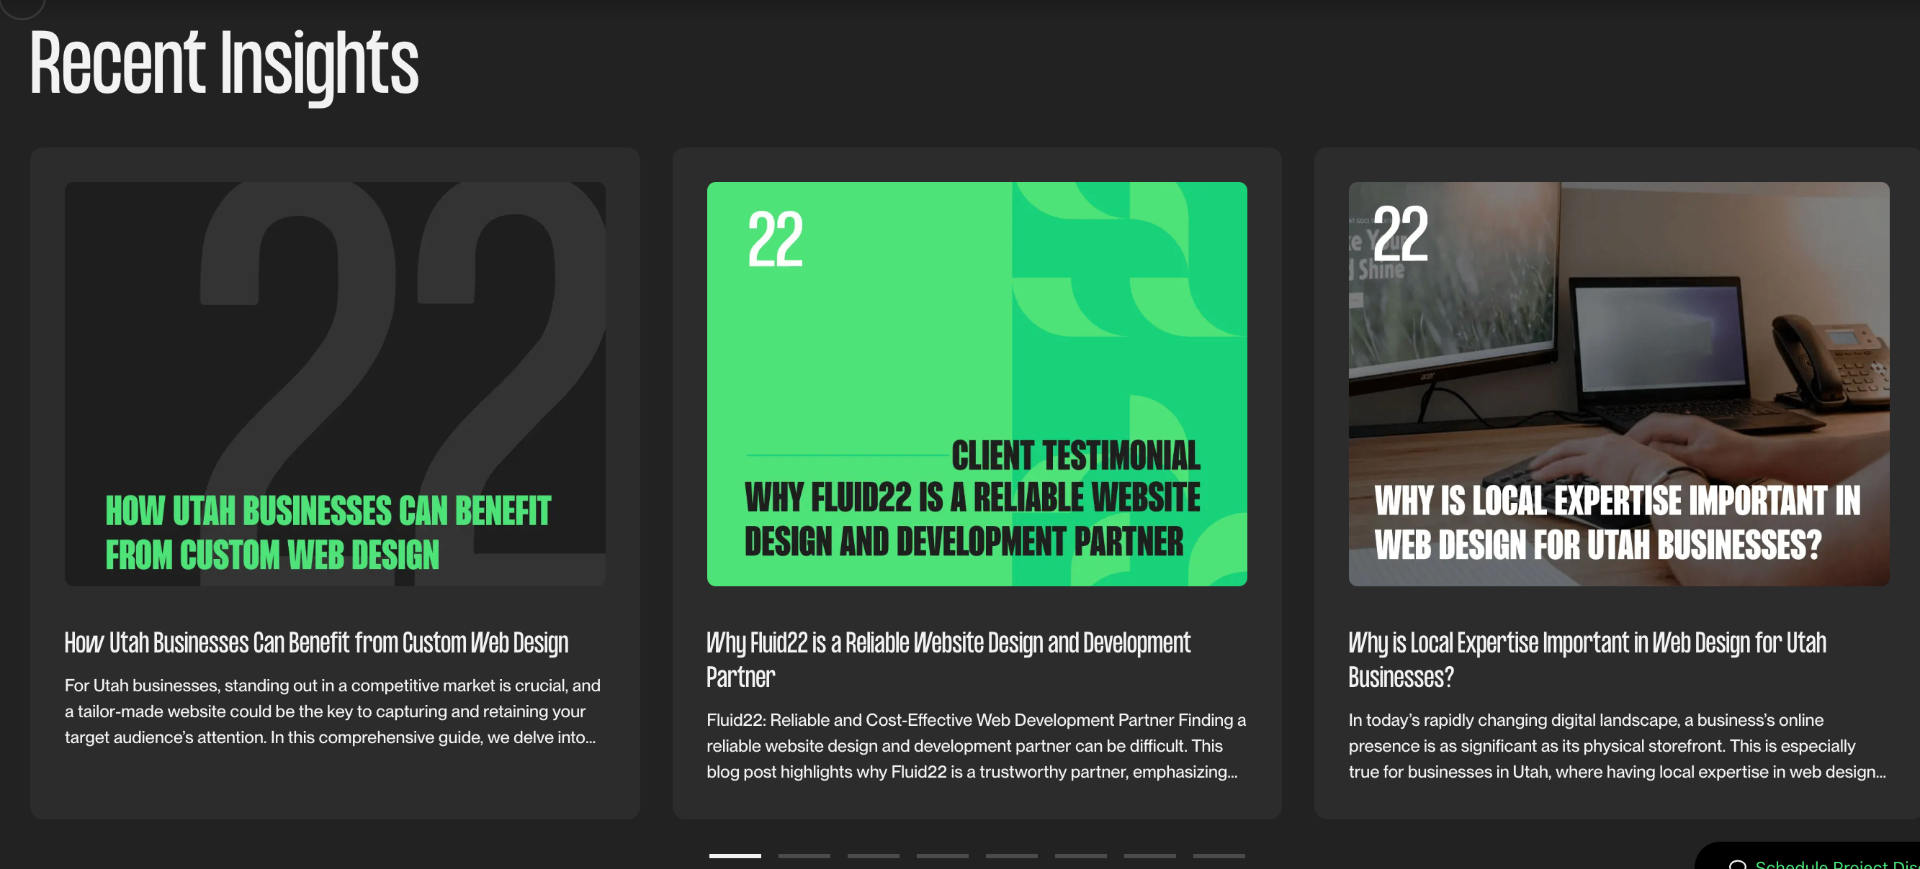 Recent Insights
22
HOW UTAH BUSINESSES CAN BENEFIT
FROM CUSTOM WEB DESIGN
How Utah Businesses Can Benefit from Custom Web Design
For Utah businesses, standing out in a competitive market is crucial, and
a tailor-made website could be the key to capturing and retaining your
target audience’s attention. In this comprehensive guide, we delve into...
22
CLIENT TESTIMONIAL
WHY FLUID22 IS A RELIABLE WEBSITE
DESIGN AND DEVELOPMENT PARTNER
Why Fluid22 is a Reliable Website Design and Development
Partner
Fluid22: Reliable and Cost-Effective Web Development Partner Finding a
reliable website design and development partner can be difficult. This
blog post highlights why Fluid22 is a trustworthy partner, emphasizing...
22
Shine
acer
WHY IS LOCAL EXPERTISE IMPORTANT IN
WEB DESIGN FOR UTAH BUSINESSES?
Why is Local Expertise Important in Web Design for Utah
Businesses?
In today’s rapidly changing digital landscape, a business’s online
presence is as significant as its physical storefront. This is especially
true for businesses in Utah, where having local expertise in web design...
Schedule Project